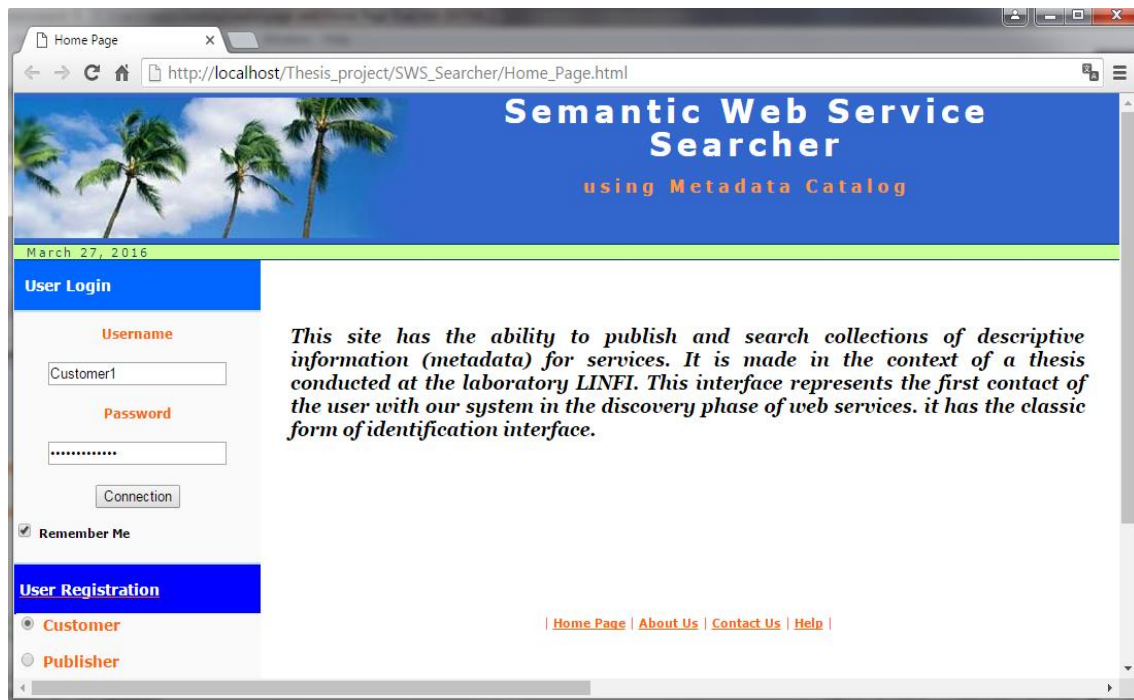 Home Page
http://localhost/Thesis_project/SWS_Searcher/Home_Page.html
Semantic Web Service
Searcher
using Metadata Catalog
March 27, 2016
User Login
Username
Customer1
Password
•••••••••••••
Connection
Remember Me
This site has the ability to publish and search collections of descriptive
information (metadata) for services. It is made in the context of a thesis
conducted at the laboratory LINFI. This interface represents the first contact of
the user with our system in the discovery phase of web services. it has the classic
form of identification interface.
User Registration
Customer
Publisher
| Home Page | About Us | Contact Us | Help |